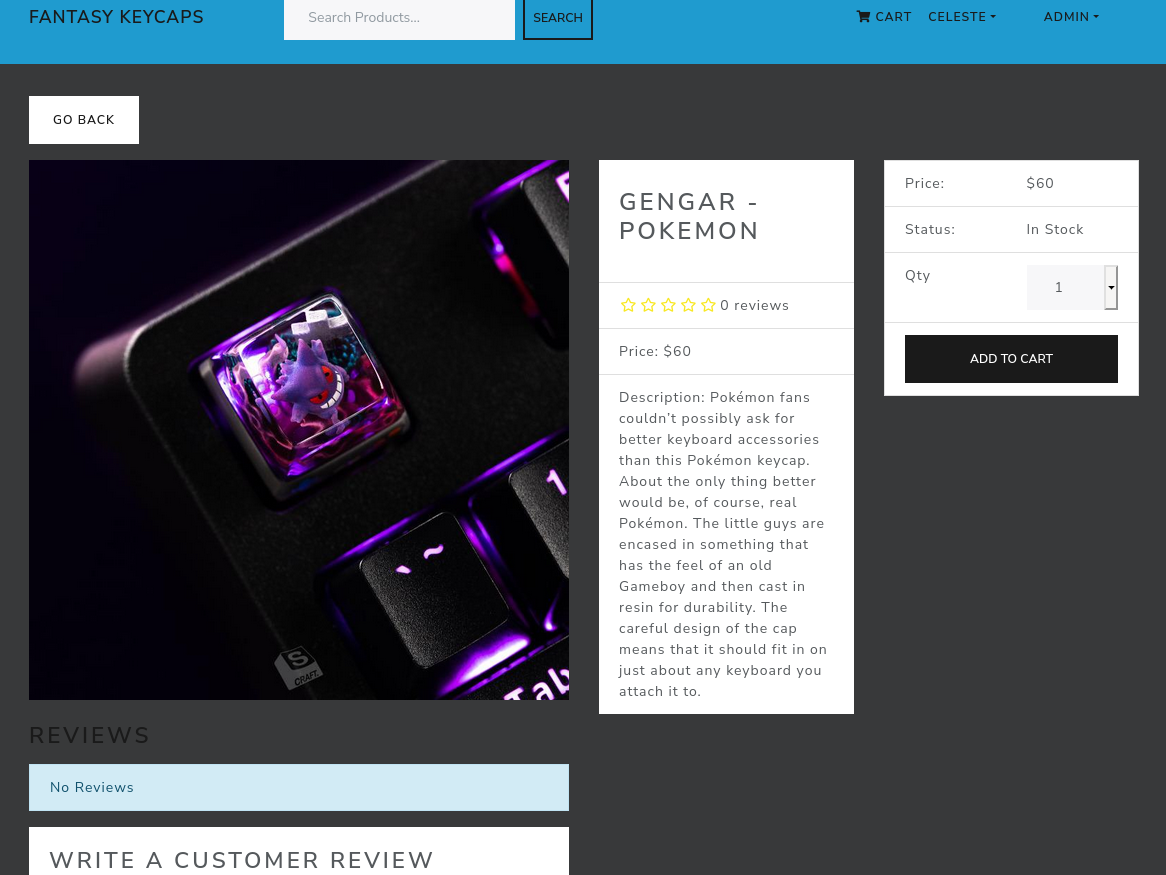 FANTASY KEYCAPS
Search Products...
SEARCH
CART
CELESTE
ADMIN
GO BACK
S
CRAFT
1
` ~
Tab
GENGAR -
POKEMON
0 reviews
Price: $60
Description: Pokémon fans
couldn't possibly ask for
better keyboard accessories
than this Pokémon keycap.
About the only thing better
would be, of course, real
Pokémon. The little guys are
encased in something that
has the feel of an old
Gameboy and then cast in
resin for durability. The
careful design of the cap
means that it should fit in on
just about any keyboard you
attach it to.
Price: $60
Status: In Stock
Qty 1
ADD TO CART
REVIEWS
No Reviews
WRITE A CUSTOMER REVIEW